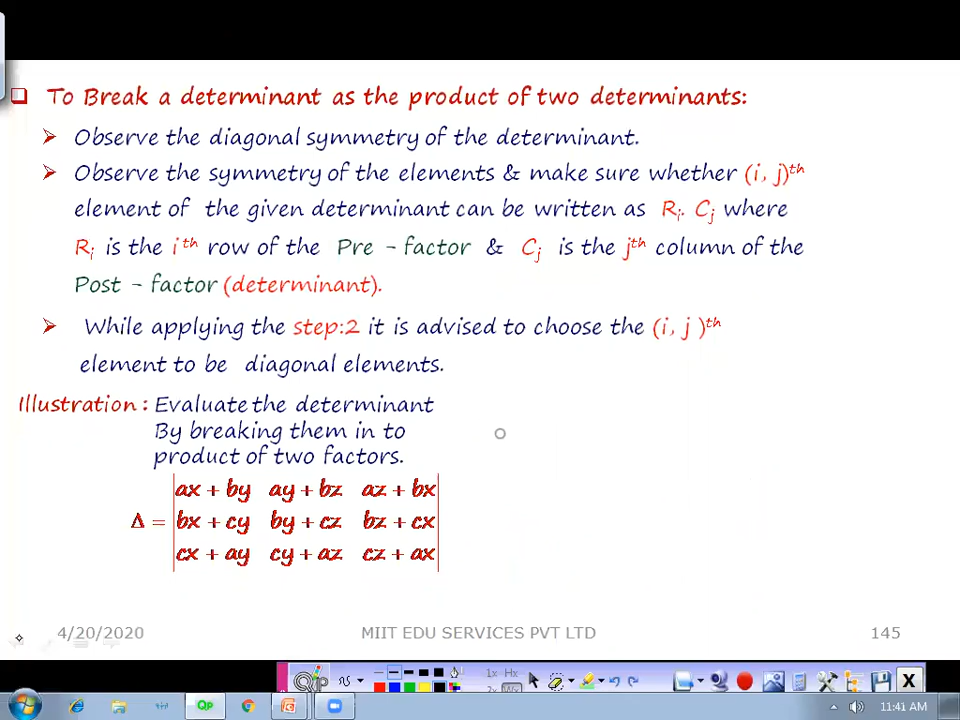 To Break a determinant as the product of two determinants:
Observe the diagonal symmetry of the determinant.
Observe the symmetry of the elements & make sure whether (i, j)th
element of the given determinant can be written as Ri. Cj where
Ri is the ith row of the Pre - factor & Cj is the jth column of the
Post - factor (determinant).
While applying the step:2 it is advised to choose the (i, j )th
element to be diagonal elements.
Illustration : Evaluate the determinant
By breaking them in to
product of two factors.
ax + by ay + bz az + bx
Δ = bx + cy by + cz bz + cx
cx + ay cy + az cz + ax
4/20/2020 MIIT EDU SERVICES PVT LTD 145
1x Hx
2x Mx
Qp
11:41 AM